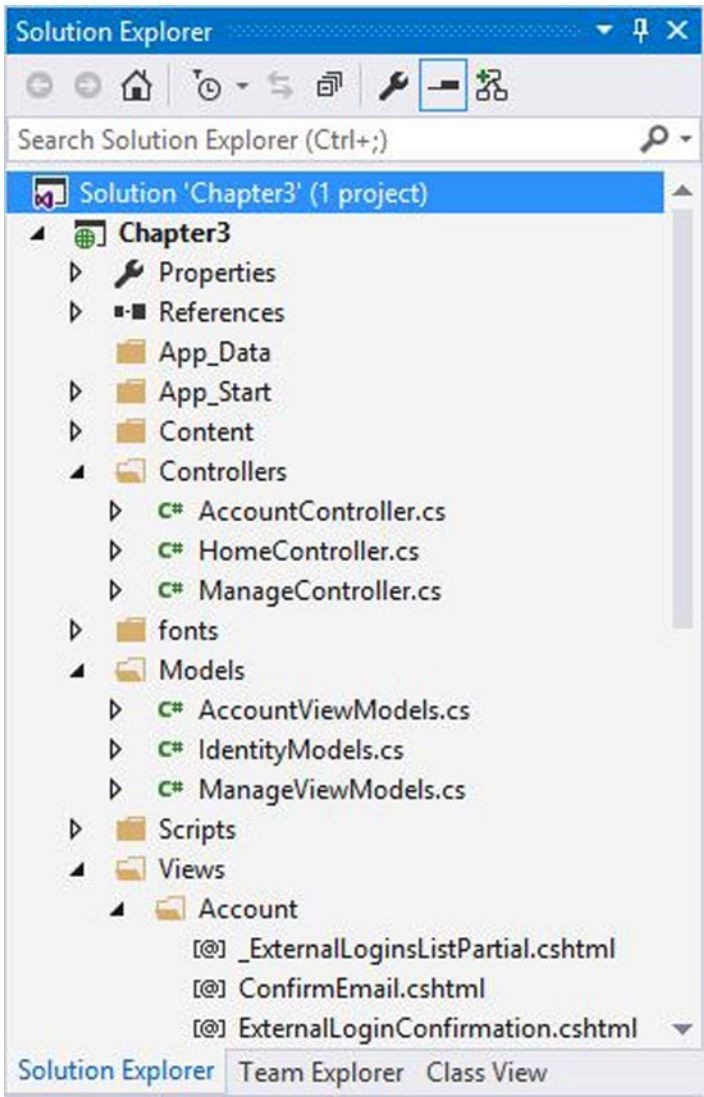 Solution Explorer
Search Solution Explorer (Ctrl+;)
Solution 'Chapter3' (1 project)
Chapter3
Properties
References
App_Data
App_Start
Content
Controllers
C# AccountController.cs
C# HomeController.cs
C# ManageController.cs
fonts
Models
C# AccountViewModels.cs
C# IdentityModels.cs
C# ManageViewModels.cs
Scripts
Views
Account
[@] _ExternalLoginsListPartial.cshtml
[@] ConfirmEmail.cshtml
[@] ExternalLoginConfirmation.cshtml
Solution Explorer Team Explorer Class View